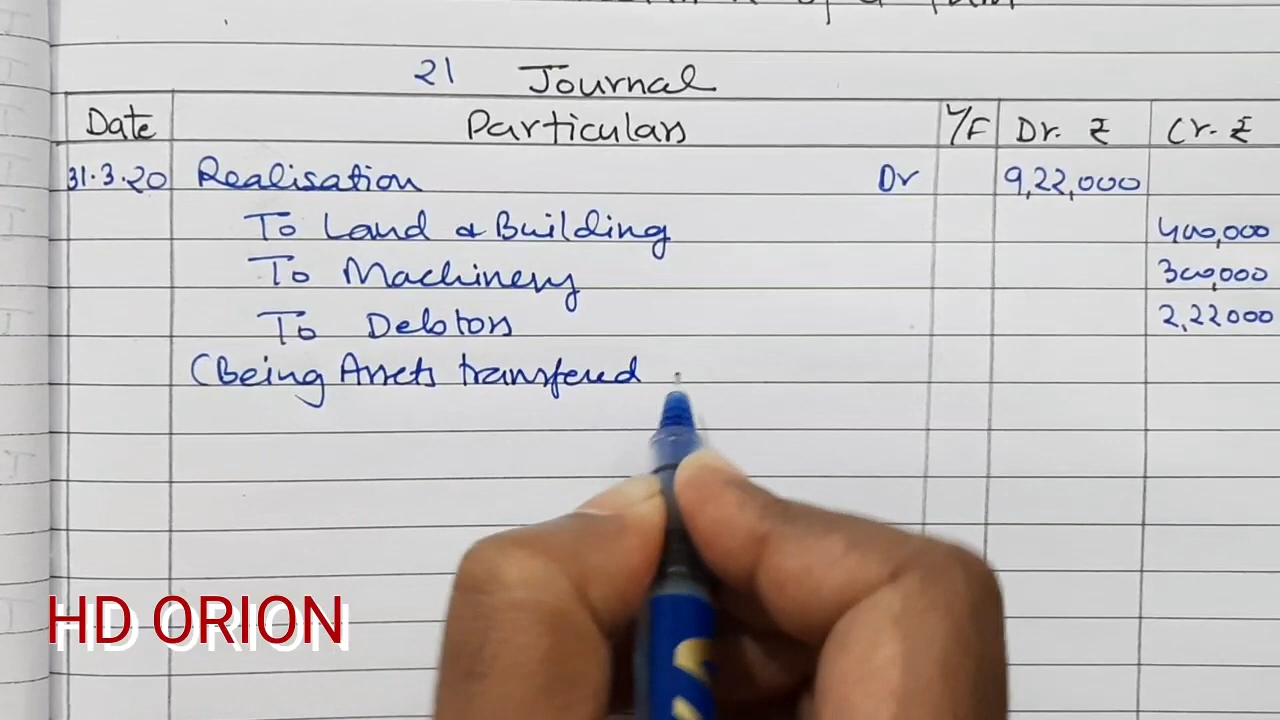 21 Journal
Date Particulars L/F Dr. ₹ Cr. ₹
31.3.20 Realisation Dr 9,22,000
To Land & Building 400,000
To Machinery 300,000
To Debtors 2,22000
(Being Assets transfered
HD ORION